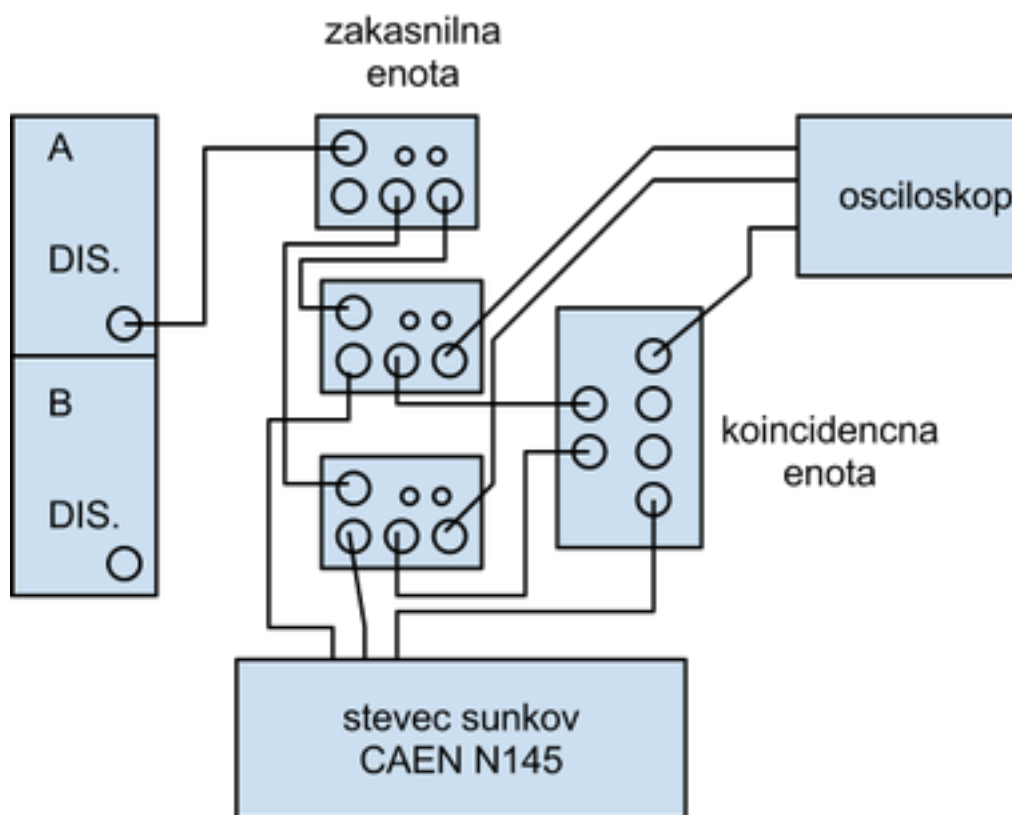 zakasnilna
enota
A
DIS.
B
DIS.
osciloskop
koincidencna
enota
stevec sunkov
CAEN N145